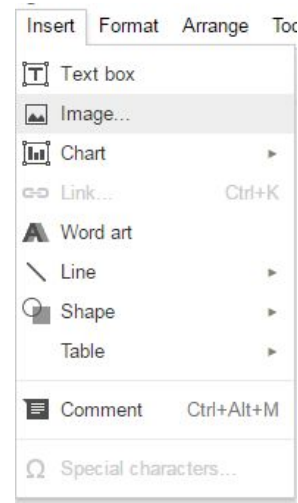 Insert Format Arrange Too
Text box
Image...
Chart
Link... Ctrl+K
Word art
Line
Shape
Table
Comment Ctrl+Alt+M
Special characters...